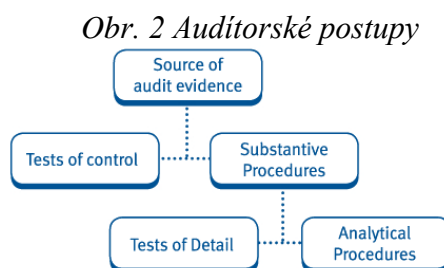 Obr. 2 Audítorské postupy
Source of
audit evidence
Tests of control
Substantive
Procedures
Tests of Detail
Analytical
Procedures